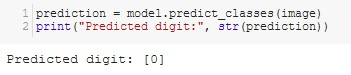 1 prediction = model.predict_classes(image)
2 print("Predicted digit:", str(prediction))
Predicted digit: [0]